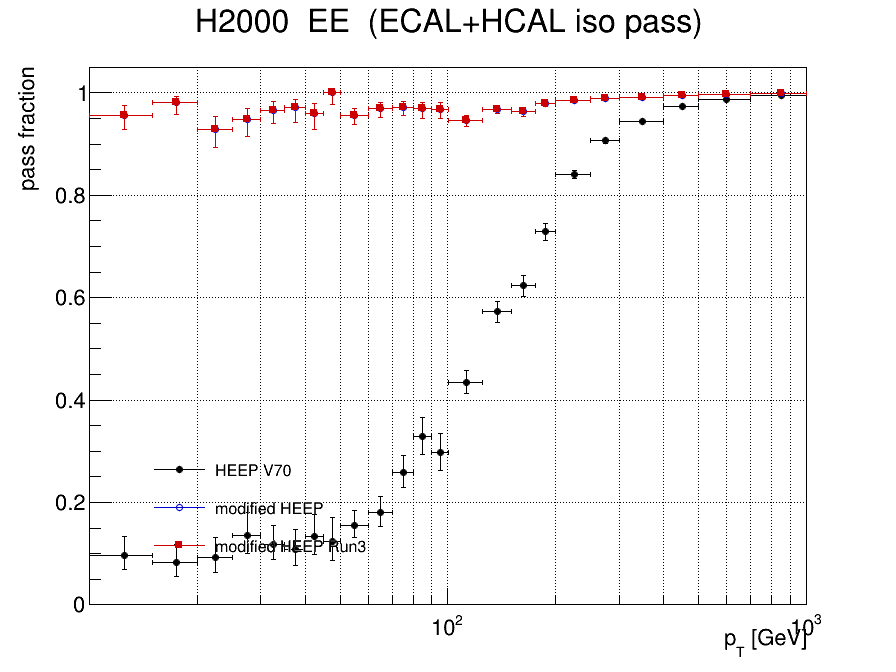 H2000 EE (ECAL+HCAL iso pass)
pass fraction
1
0.8
0.6
0.4
0.2
0
HEEP V70
modified HEEP
modified HEEP Run3
10²
10³
p_T [GeV]